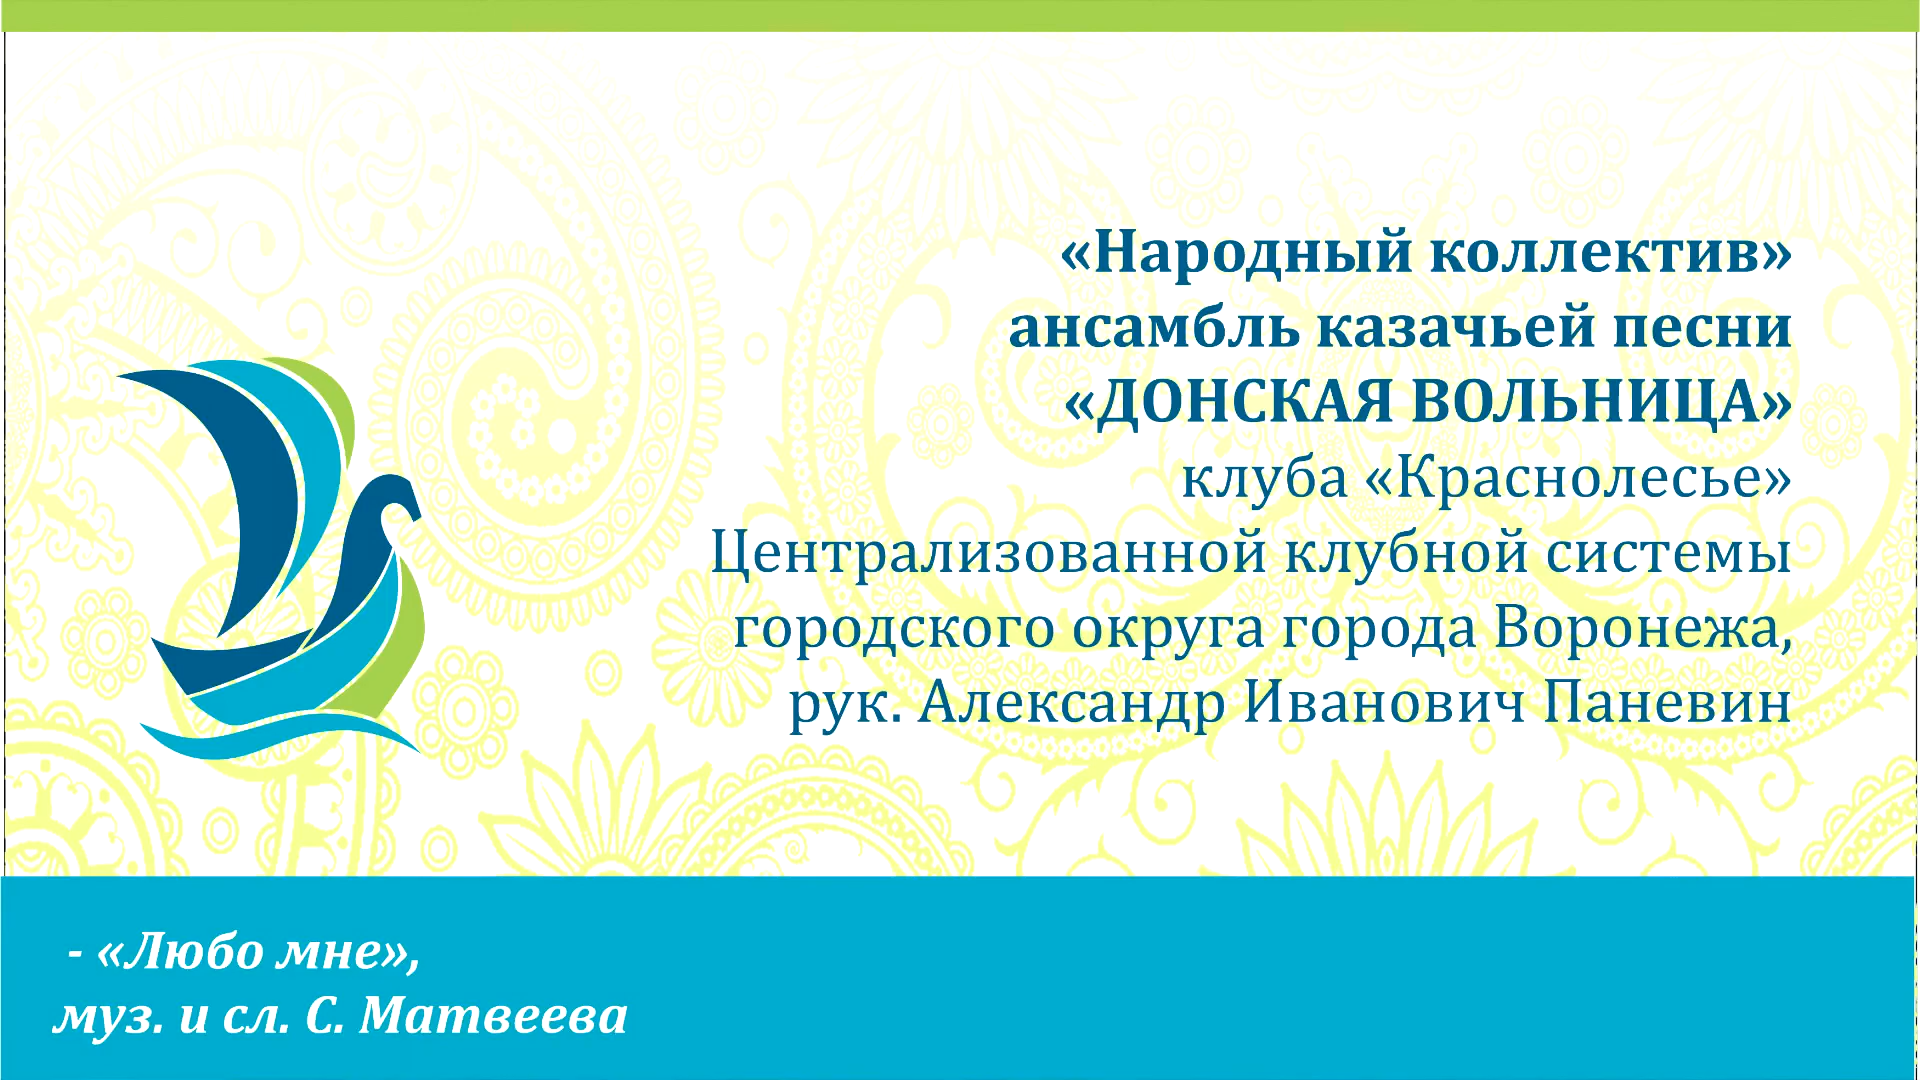 «Народный коллектив»
ансамбль казачьей песни
«ДОНСКАЯ ВОЛЬНИЦА»
клуба «Краснолесье»
Централизованной клубной системы
городского округа города Воронежа,
рук. Александр Иванович Паневин
- «Любо мне»,
муз. и сл. С. Матвеева